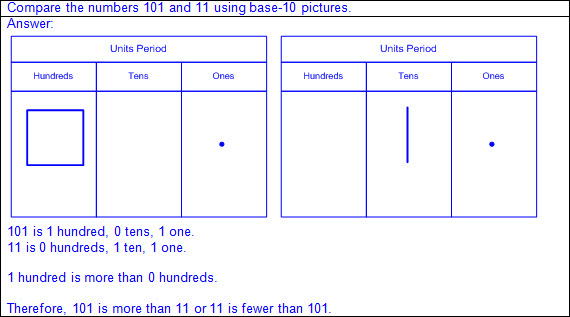 Compare the numbers 101 and 11 using base-10 pictures.
Answer:
Units Period
Hundreds Tens Ones
Units Period
Hundreds Tens Ones
101 is 1 hundred, 0 tens, 1 one.
11 is 0 hundreds, 1 ten, 1 one.
1 hundred is more than 0 hundreds.
Therefore, 101 is more than 11 or 11 is fewer than 101.